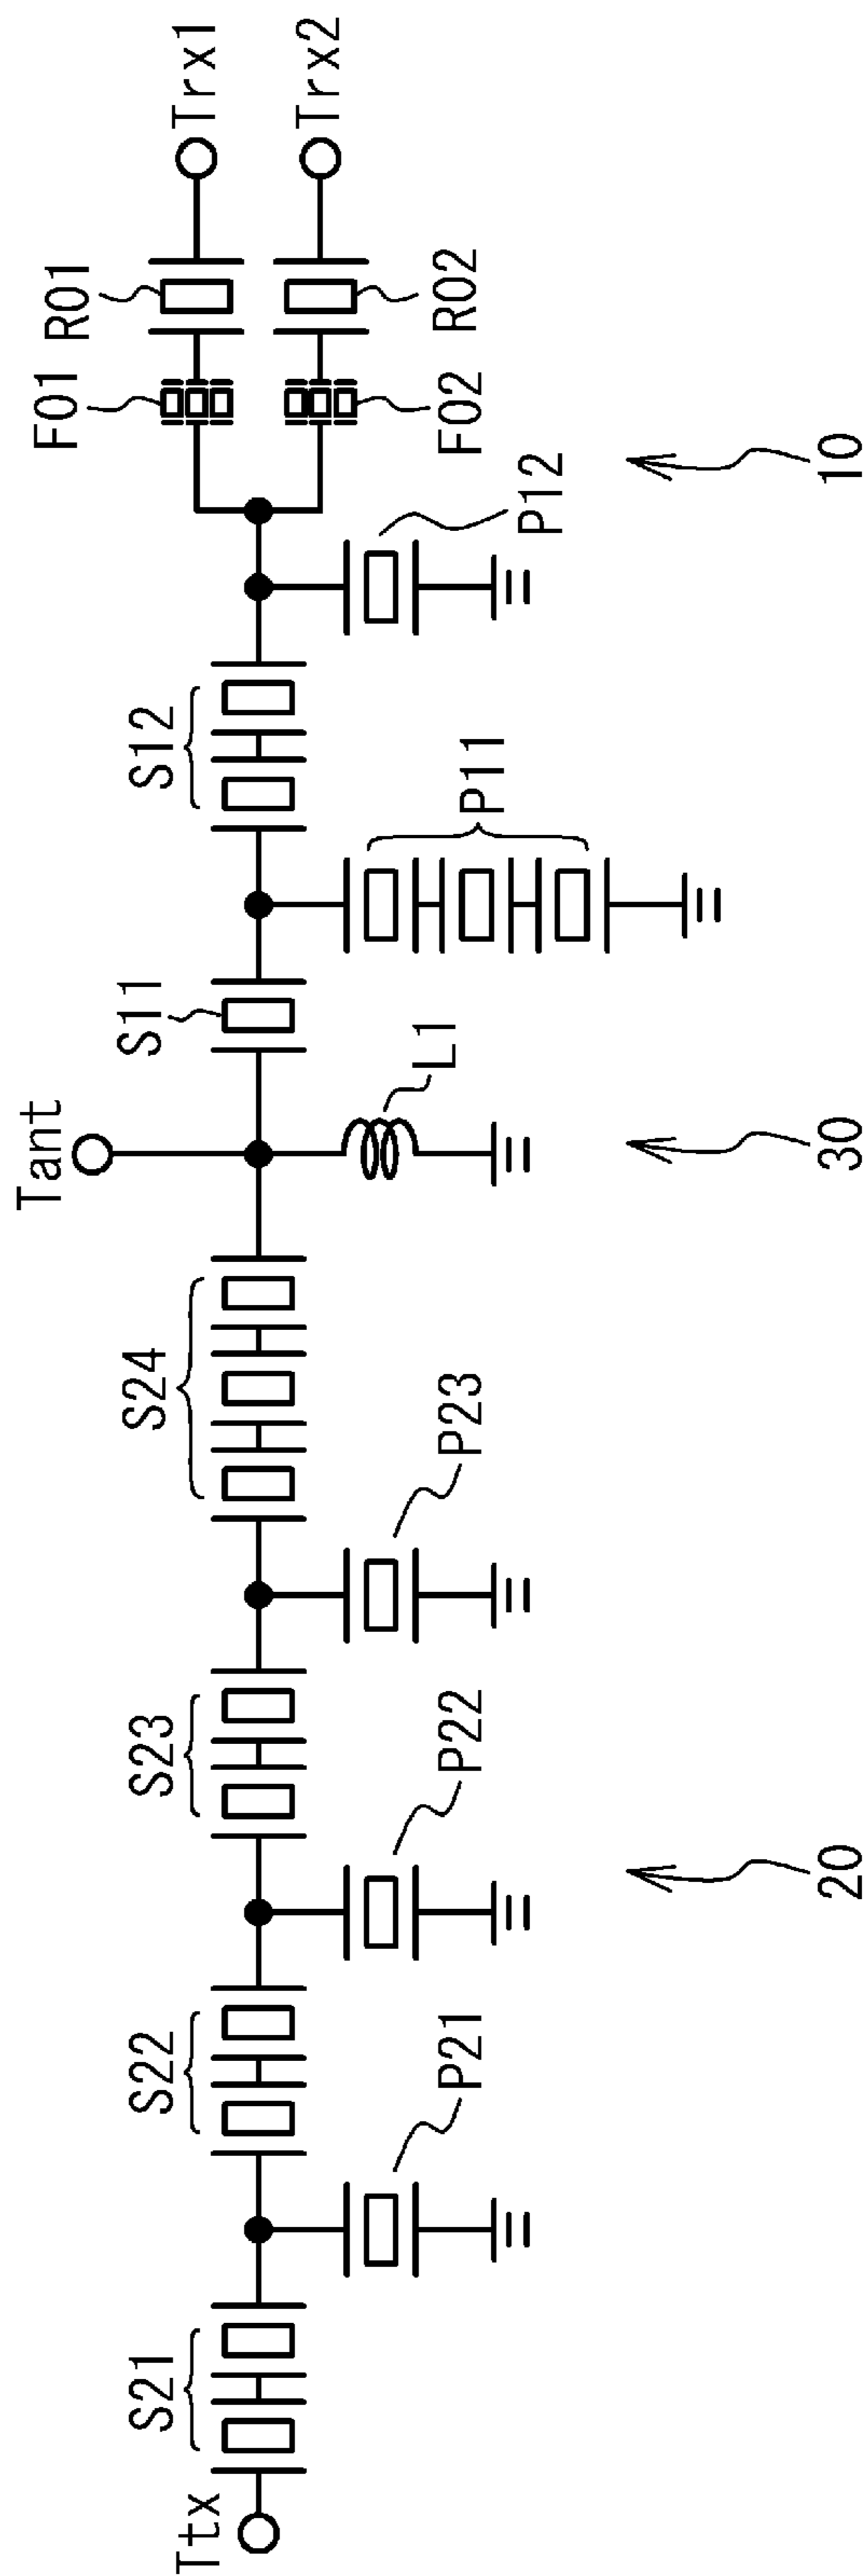 Ttx
S21
P21
S22
P22
S23
P23
S24
Tant
L1
S11
P11
S12
P12
F01
R01
Trx1
F02
R02
Trx2
20
30
10